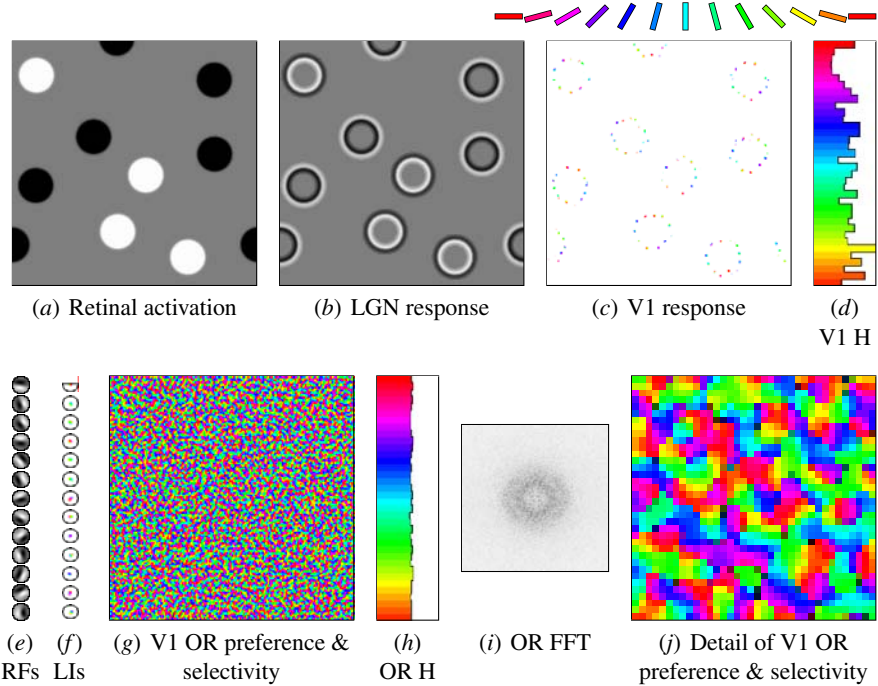 (a) Retinal activation
(b) LGN response
(c) V1 response
(d)
V1 H
(e)
RFs
(f)
LIs
(g) V1 OR preference &
selectivity
(h)
OR H
(i) OR FFT
(j) Detail of V1 OR
preference & selectivity